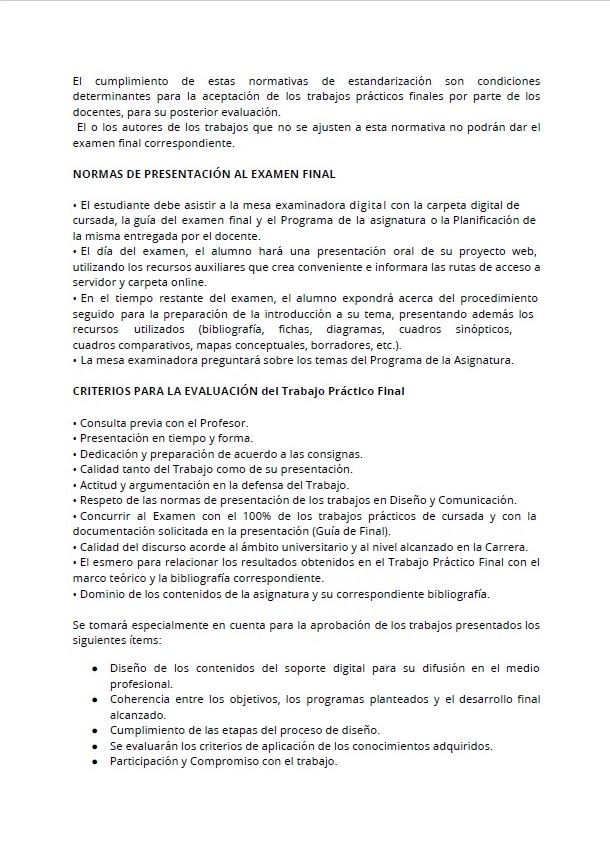 El cumplimiento de estas normativas de estandarización son condiciones
determinantes para la aceptación de los trabajos prácticos finales por parte de los
docentes, para su posterior evaluación.
El o los autores de los trabajos que no se ajusten a esta normativa no podrán dar el
examen final correspondiente.
NORMAS DE PRESENTACIÓN AL EXAMEN FINAL
• El estudiante debe asistir a la mesa examinadora digital con la carpeta digital de
cursada, la guía del examen final y el Programa de la asignatura o la Planificación de
la misma entregada por el docente.
• El día del examen, el alumno hará una presentación oral de su proyecto web,
utilizando los recursos auxiliares que crea conveniente e informara las rutas de acceso a
servidor y carpeta online.
• En el tiempo restante del examen, el alumno expondrá acerca del procedimiento
seguido para la preparación de la introducción a su tema, presentando además los
recursos utilizados (bibliografía, fichas, diagramas, cuadros sinópticos,
cuadros comparativos, mapas conceptuales, borradores, etc.).
• La mesa examinadora preguntará sobre los temas del Programa de la Asignatura.
CRITERIOS PARA LA EVALUACIÓN del Trabajo Práctico Final
• Consulta previa con el Profesor.
• Presentación en tiempo y forma.
• Dedicación y preparación de acuerdo a las consignas.
• Calidad tanto del Trabajo como de su presentación.
• Actitud y argumentación en la defensa del Trabajo.
• Respeto de las normas de presentación de los trabajos en Diseño y Comunicación.
• Concurrir al Examen con el 100% de los trabajos prácticos de cursada y con la
documentación solicitada en la presentación (Guía de Final).
• Calidad del discurso acorde al ámbito universitario y al nivel alcanzado en la Carrera.
• El esmero para relacionar los resultados obtenidos en el Trabajo Práctico Final con el
marco teórico y la bibliografía correspondiente.
• Dominio de los contenidos de la asignatura y su correspondiente bibliografía.
Se tomará especialmente en cuenta para la aprobación de los trabajos presentados los
siguientes ítems:
● Diseño de los contenidos del soporte digital para su difusión en el medio
profesional.
● Coherencia entre los objetivos, los programas planteados y el desarrollo final
alcanzado.
● Cumplimiento de las etapas del proceso de diseño.
● Se evaluarán los criterios de aplicación de los conocimientos adquiridos.
● Participación y Compromiso con el trabajo.